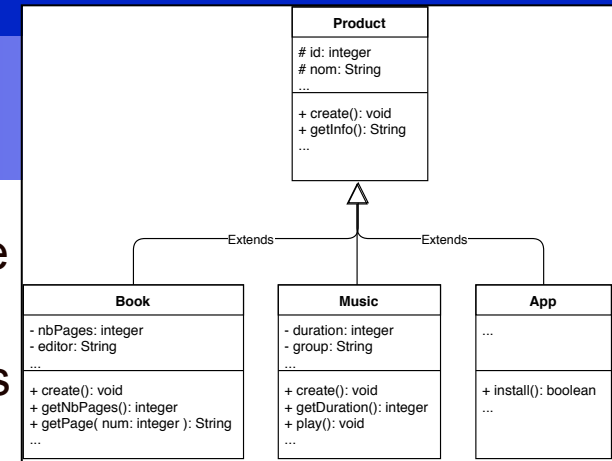 Product
# id: integer
# nom: String
...
+ create(): void
+ getInfo(): String
...
Extends
Extends
Book
- nbPages: integer
- editor: String
...
+ create(): void
+ getNbPages(): integer
+ getPage( num: integer ): String
...
Music
- duration: integer
- group: String
...
+ create(): void
+ getDuration(): integer
+ play(): void
...
App
...
+ install(): boolean
...